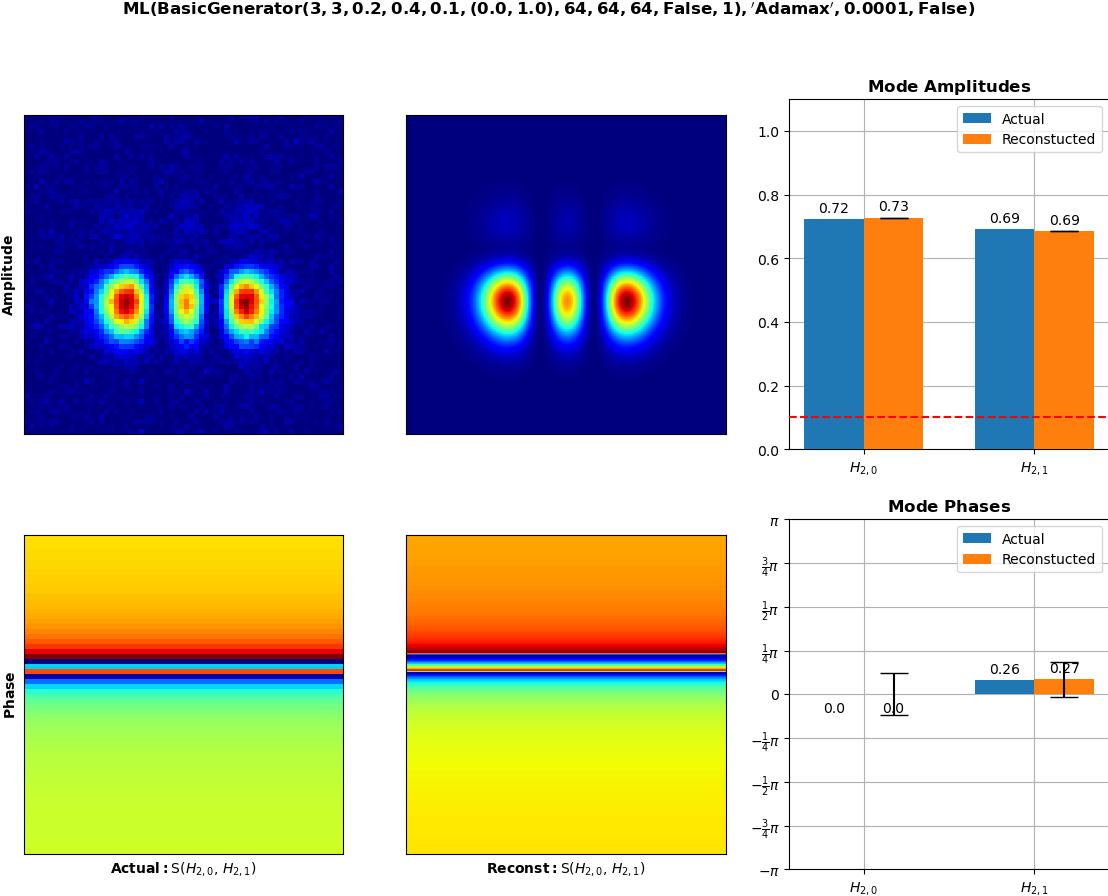 ML(BasicGenerator(3, 3, 0.2, 0.4, 0.1, (0.0, 1.0), 64, 64, 64, False, 1), ′Adamax′, 0.0001, False)
Amplitude
Mode Amplitudes
Actual
Reconstucted
1.0
0.8
0.6
0.4
0.2
0.0
0.72
0.73
0.69
0.69
H2,0
H2,1
Phase
Actual: S(H2,0, H2,1)
Reconst: S(H2,0, H2,1)
Mode Phases
Actual
Reconstucted
π
3/4π
1/2π
1/4π
0
−1/4π
−1/2π
−3/4π
−π
0.0
0.0
0.26
0.27
H2,0
H2,1